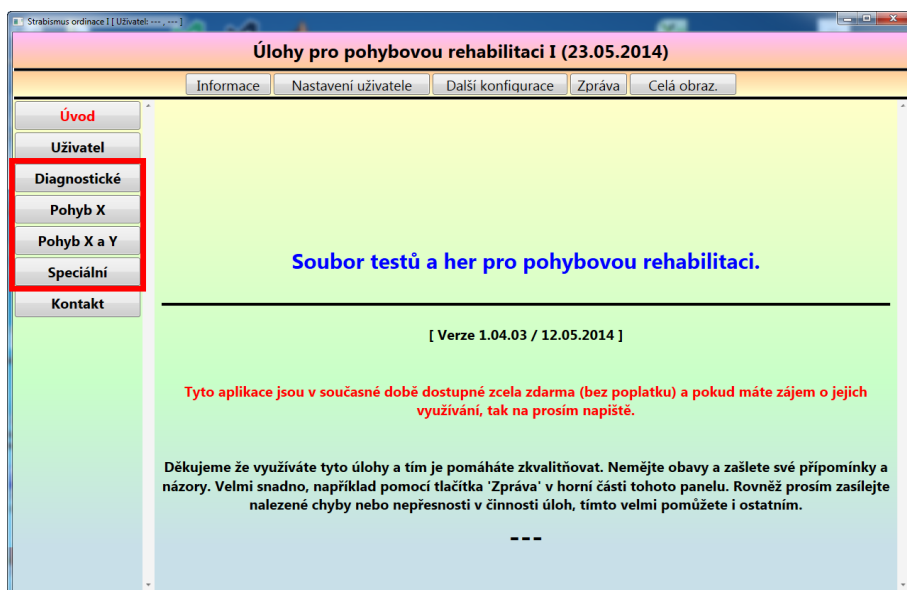 Strabismus ordinace I [ Uživatel: --- , --- ]
Úlohy pro pohybovou rehabilitaci I (23.05.2014)
Informace Nastavení uživatele Další konfigurace Zpráva Celá obraz.
Úvod
Uživatel
Diagnostické
Pohyb X
Pohyb X a Y
Speciální
Kontakt
Soubor testů a her pro pohybovou rehabilitaci.
[ Verze 1.04.03 / 12.05.2014 ]
Tyto aplikace jsou v současné době dostupné zcela zdarma (bez poplatku) a pokud máte zájem o jejich
využívání, tak na prosím napiště.
Děkujeme že využíváte tyto úlohy a tím je pomáháte zkvalitňovat. Nemějte obavy a zašlete své přípomínky a
názory. Velmi snadno, například pomocí tlačítka 'Zpráva' v horní části tohoto panelu. Rovněž prosím zasílejte
nalezené chyby nebo nepřesnosti v činnosti úloh, tímto velmi pomůžete i ostatním.
---